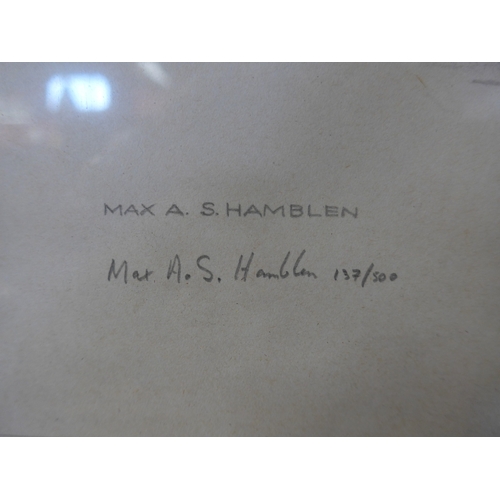 MAX A. S. HAMBLEN
Max A. S. Hamblen 137/500